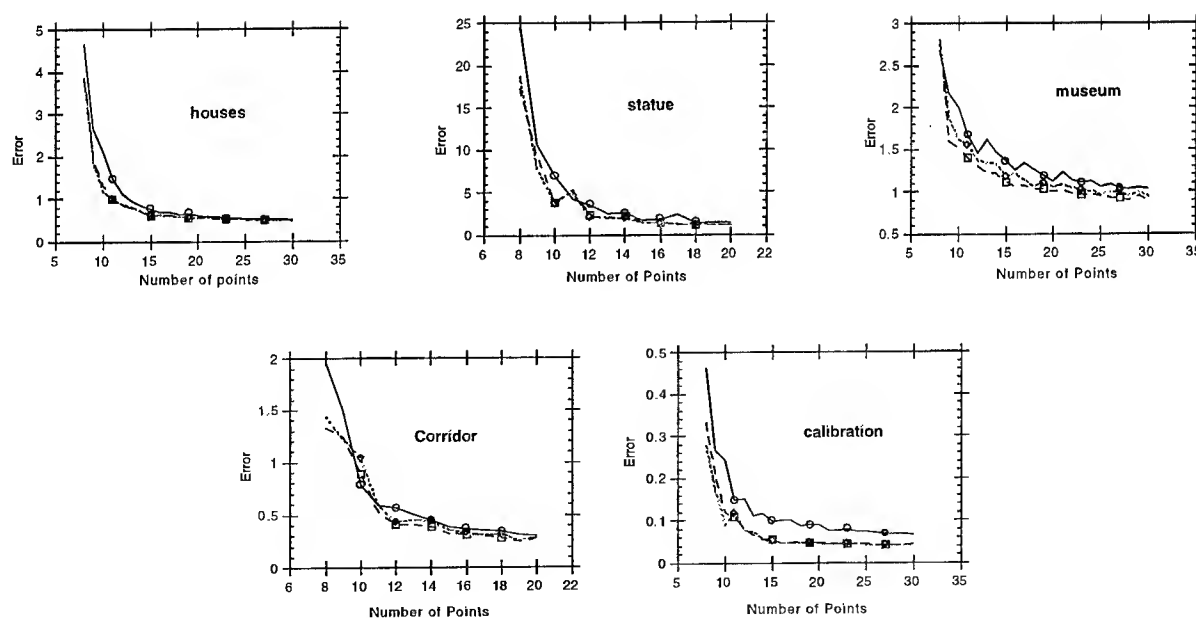 houses
5
4
3
2
1
0
Error
5 10 15 20 25 30 35
Number of points
statue
25
20
15
10
5
0
Error
6 8 10 12 14 16 18 20 22
Number of Points
museum
3
2.5
2
1.5
1
0.5
Error
5 10 15 20 25 30 35
Number of Points
Corridor
2
1.5
1
0.5
0
Error
6 8 10 12 14 16 18 20 22
Number of Points
calibration
0.5
0.4
0.3
0.2
0.1
0
Error
5 10 15 20 25 30 35
Number of Points